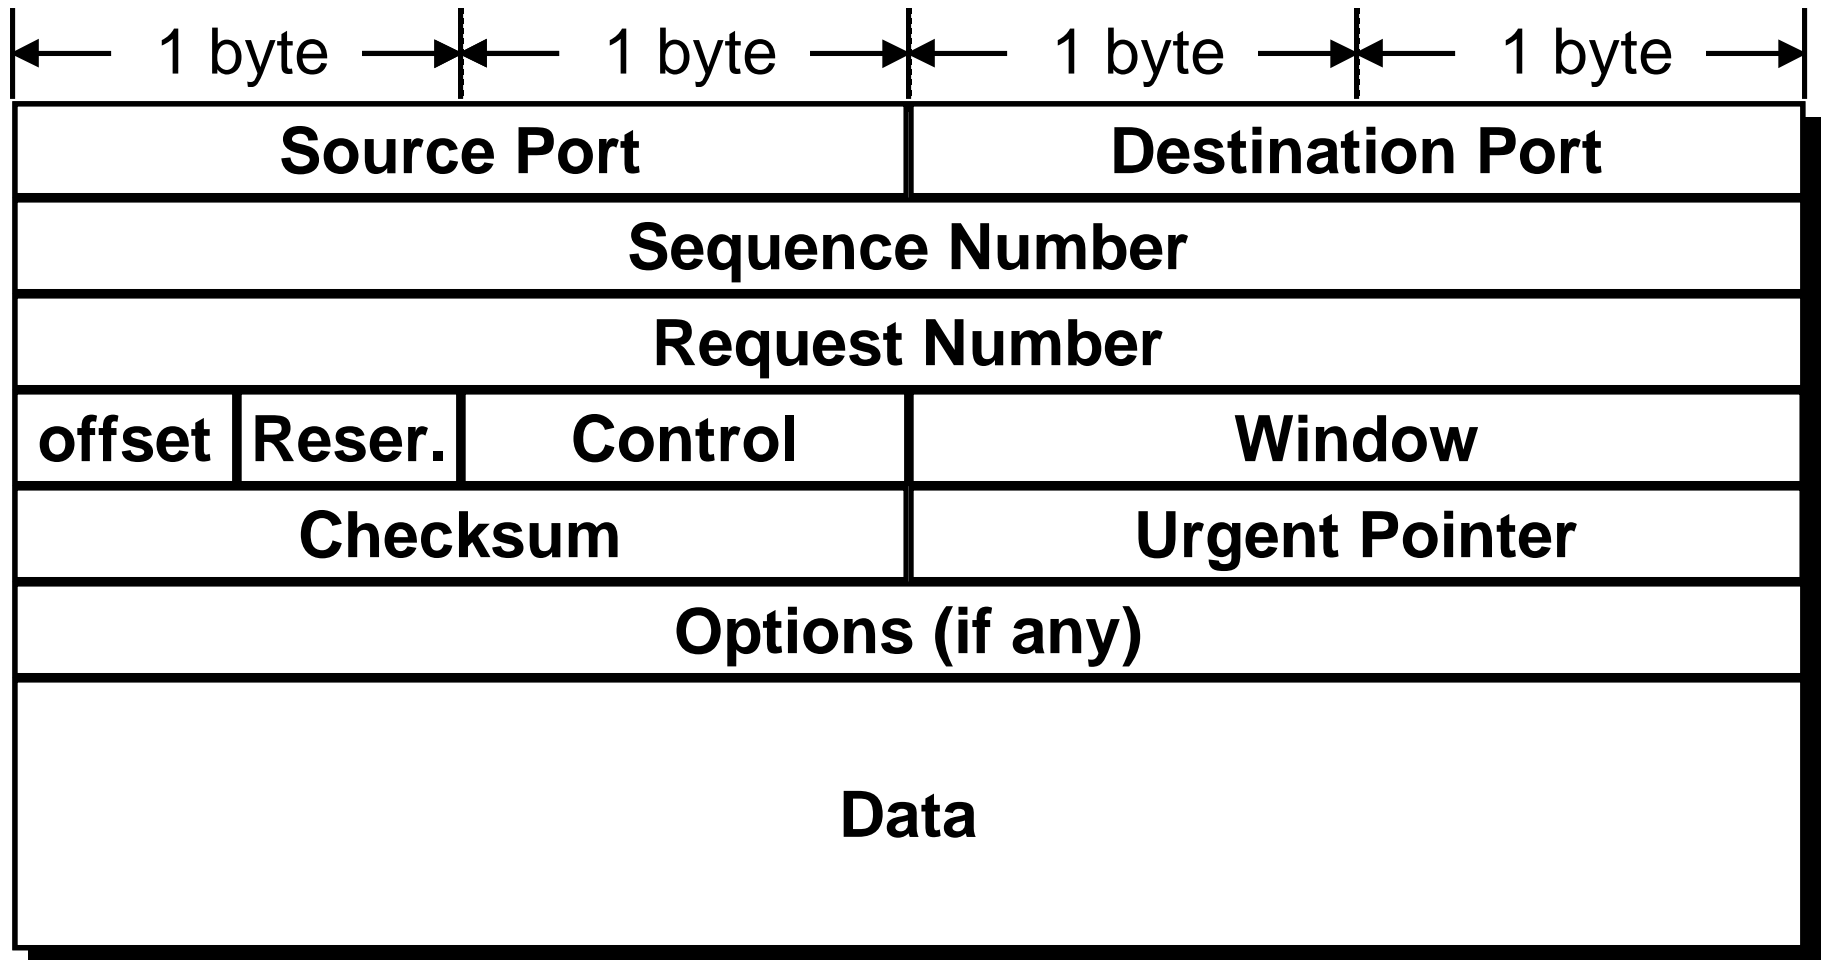 1 byte 1 byte 1 byte 1 byte
Source Port Destination Port
Sequence Number
Request Number
offset Reser. Control Window
Checksum Urgent Pointer
Options (if any)
Data